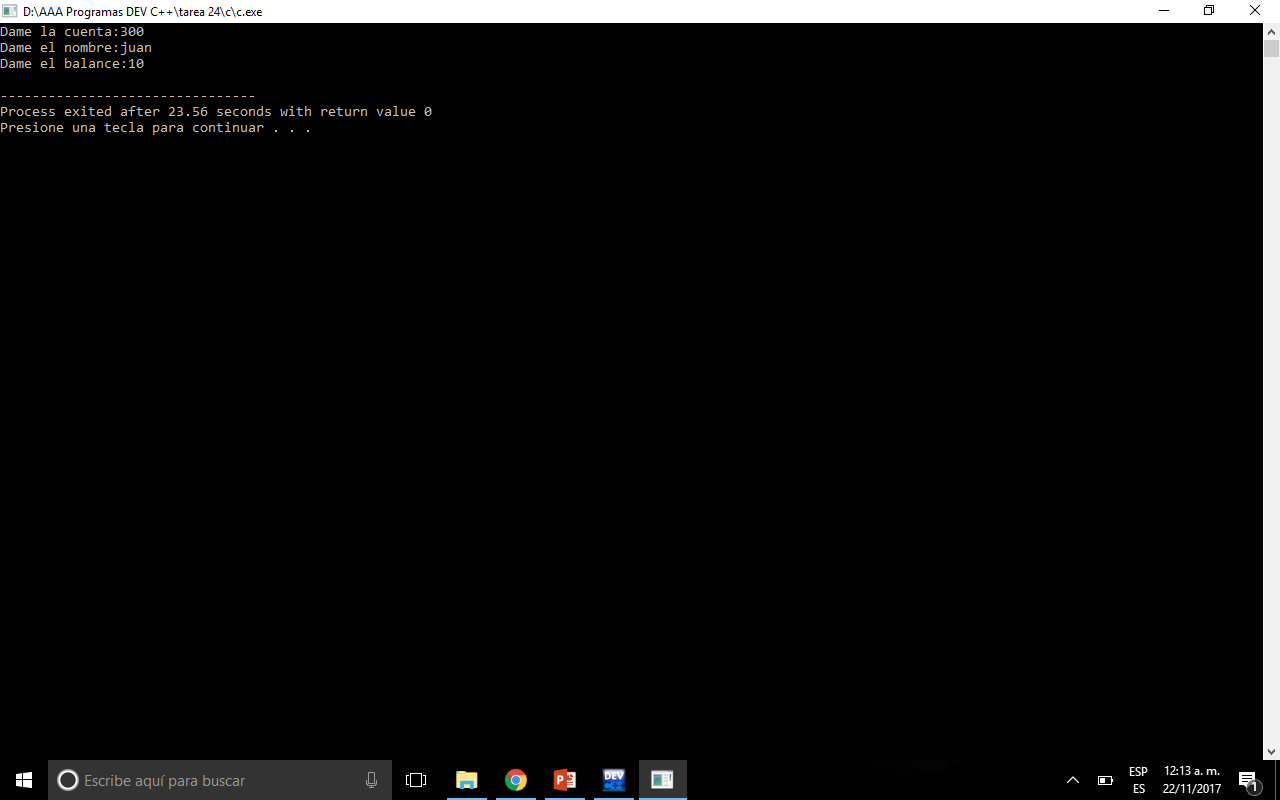 D:\AAA Programas DEV C++\tarea 24\c\c.exe
Dame la cuenta:300
Dame el nombre:juan
Dame el balance:10
--------------------------------
Process exited after 23.56 seconds with return value 0
Presione una tecla para continuar . . .
Escribe aquí para buscar
P
DEV
C++
ESP
ES
12:13 a. m.
22/11/2017
1